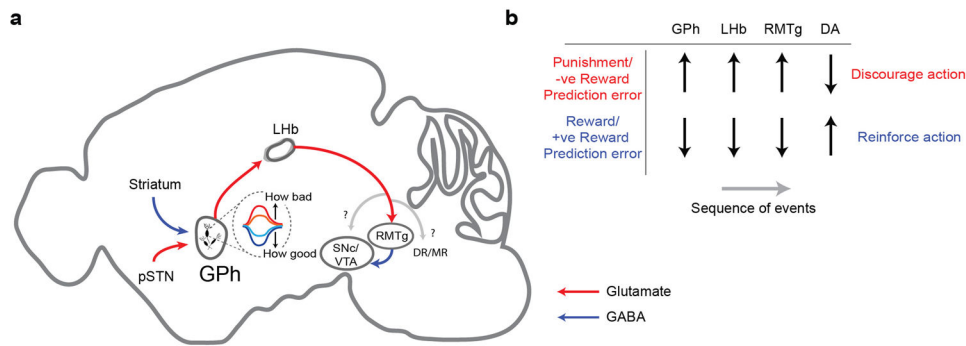 a
LHb
Striatum
How bad
?
RMTg
?
SNc/
VTA
DR/MR
How good
pSTN
GPh
b
GPh LHb RMTg DA
Punishment/
-ve Reward
Prediction error
Discourage action
Reward/
+ve Reward
Prediction error
Reinforce action
Sequence of events
Glutamate
GABA